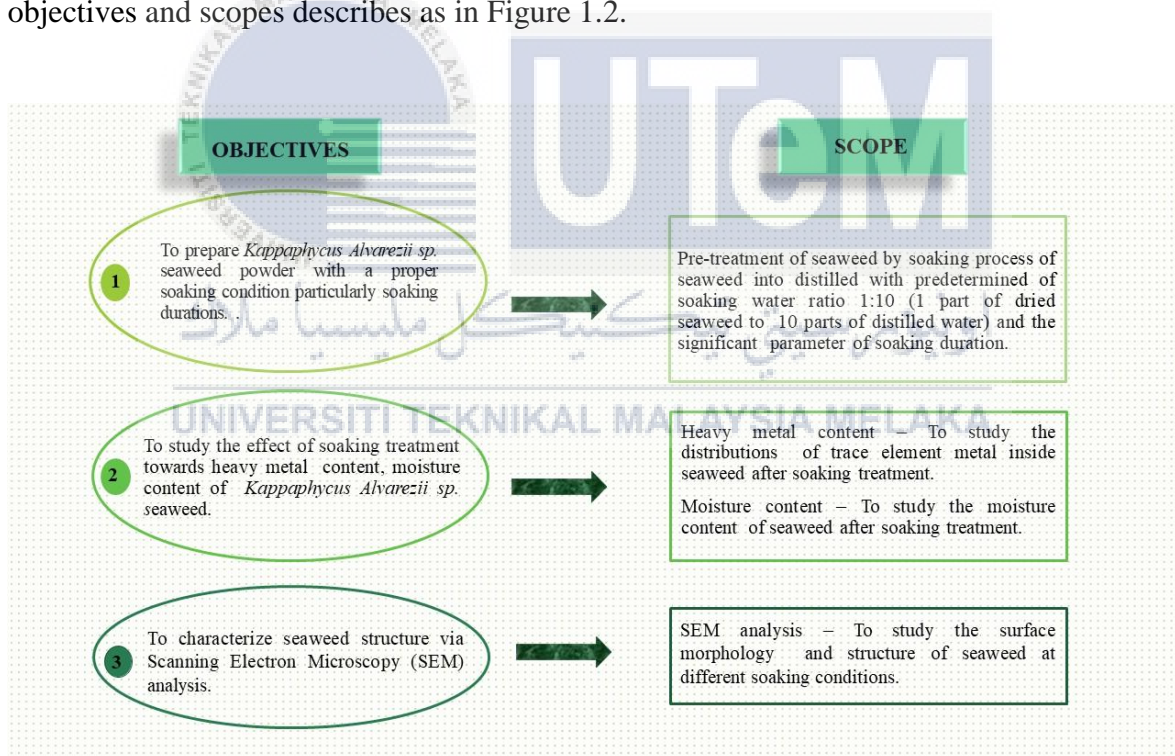 objectives and scopes describes as in Figure 1.2.
UTeM
OBJECTIVES
SCOPE
1
To prepare Kappaphycus Alvarezii sp.
seaweed powder with a proper
soaking condition particularly soaking
durations. .
Pre-treatment of seaweed by soaking process of
seaweed into distilled with predetermined of
soaking water ratio 1:10 (1 part of dried
seaweed to 10 parts of distilled water) and the
significant parameter of soaking duration.
اونيۏرسيتي تيكنيكل مليسيا ملاك
UNIVERSITI TEKNIKAL MALAYSIA MELAKA
2
To study the effect of soaking treatment
towards heavy metal content, moisture
content of Kappaphycus Alvarezii sp.
seaweed.
Heavy metal content – To study the
distributions of trace element metal inside
seaweed after soaking treatment.
Moisture content – To study the moisture
content of seaweed after soaking treatment.
3
To characterize seaweed structure via
Scanning Electron Microscopy (SEM)
analysis.
SEM analysis – To study the surface
morphology and structure of seaweed at
different soaking conditions.